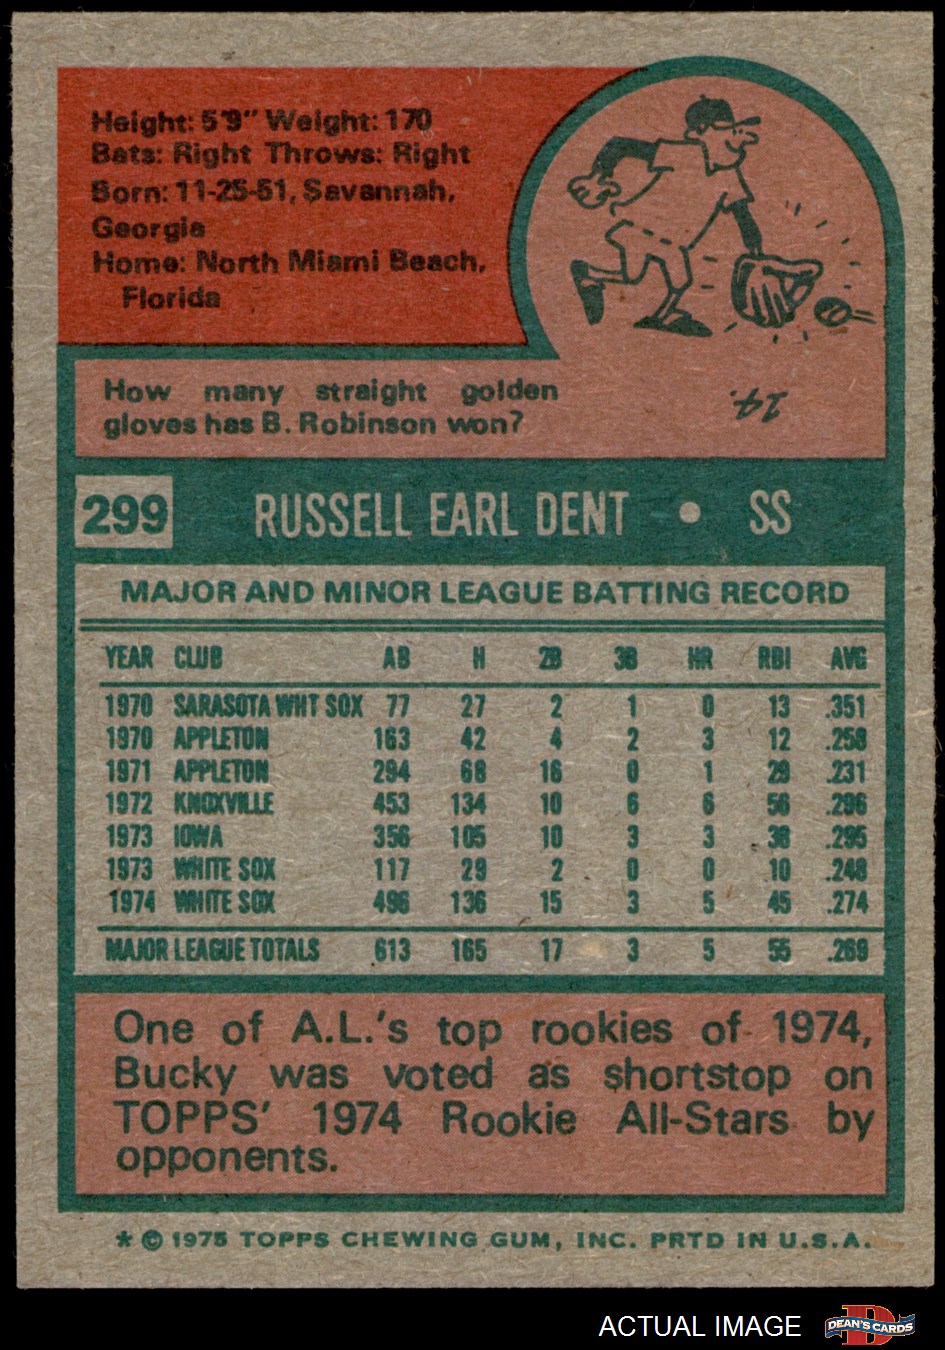 Height: 5'9" Weight: 170
Bats: Right Throws: Right
Born: 11-25-51, Savannah,
Georgia
Home: North Miami Beach,
Florida
How many straight golden
gloves has B. Robinson won?
14.
299 RUSSELL EARL DENT • SS
MAJOR AND MINOR LEAGUE BATTING RECORD
YEAR CLUB AB H 2B 3B HR RBI AVG
1970 SARASOTA WHT SOX 77 27 2 1 0 13 .351
1970 APPLETON 163 42 4 2 3 12 .258
1971 APPLETON 294 68 16 0 1 29 .231
1972 KNOXVILLE 453 134 10 6 6 56 .296
1973 IOWA 356 105 10 3 3 38 .295
1973 WHITE SOX 117 29 2 0 0 10 .248
1974 WHITE SOX 496 136 15 3 5 45 .274
MAJOR LEAGUE TOTALS 613 165 17 3 5 55 .269
One of A.L.'s top rookies of 1974,
Bucky was voted as shortstop on
TOPPS' 1974 Rookie All-Stars by
opponents.
* © 1975 TOPPS CHEWING GUM, INC. PRTD IN U.S.A.
ACTUAL IMAGE
DEAN'S CARDS